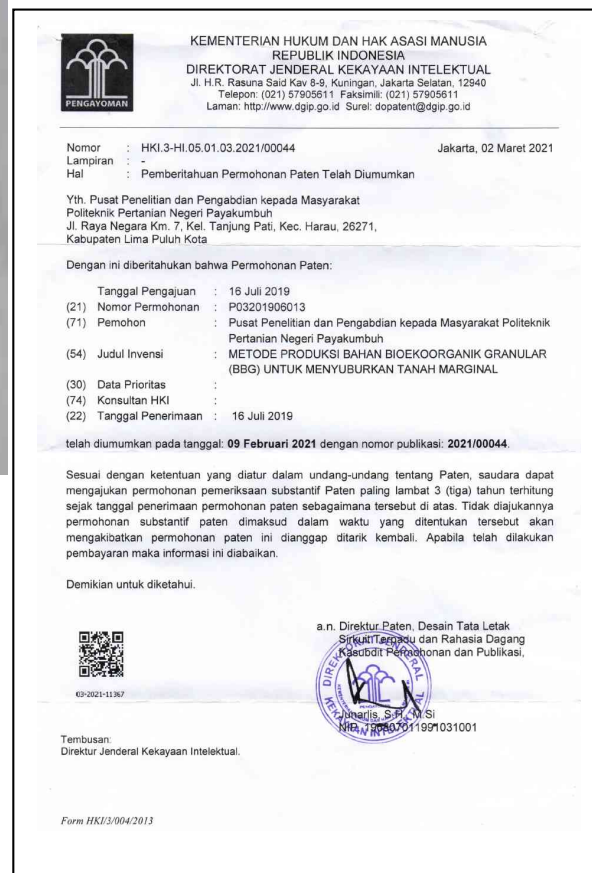 KEMENTERIAN HUKUM DAN HAK ASASI MANUSIA
REPUBLIK INDONESIA
DIREKTORAT JENDERAL KEKAYAAN INTELEKTUAL
Jl. H.R. Rasuna Said Kav 8-9, Kuningan, Jakarta Selatan, 12940
Telepon: (021) 57905611 Faksimili: (021) 57905611
Laman: http://www.dgip.go.id Surel: dopatent@dgip.go.id
PENGAYOMAN
Nomor : HKI.3-HI.05.01.03.2021/00044 Jakarta, 02 Maret 2021
Lampiran : -
Hal : Pemberitahuan Permohonan Paten Telah Diumumkan
Yth. Pusat Penelitian dan Pengabdian kepada Masyarakat
Politeknik Pertanian Negeri Payakumbuh
Jl. Raya Negara Km. 7, Kel. Tanjung Pati, Kec. Harau, 26271,
Kabupaten Lima Puluh Kota
Dengan ini diberitahukan bahwa Permohonan Paten:
Tanggal Pengajuan : 16 Juli 2019
(21) Nomor Permohonan : P03201906013
(71) Pemohon : Pusat Penelitian dan Pengabdian kepada Masyarakat Politeknik
Pertanian Negeri Payakumbuh
(54) Judul Invensi : METODE PRODUKSI BAHAN BIOEKOORGANIK GRANULAR
(BBG) UNTUK MENYUBURKAN TANAH MARGINAL
(30) Data Prioritas :
(74) Konsultan HKI :
(22) Tanggal Penerimaan : 16 Juli 2019
telah diumumkan pada tanggal: 09 Februari 2021 dengan nomor publikasi: 2021/00044.
Sesuai dengan ketentuan yang diatur dalam undang-undang tentang Paten, saudara dapat
mengajukan permohonan pemeriksaan substantif Paten paling lambat 3 (tiga) tahun terhitung
sejak tanggal penerimaan permohonan paten sebagaimana tersebut di atas. Tidak diajukannya
permohonan substantif paten dimaksud dalam waktu yang ditentukan tersebut akan
mengakibatkan permohonan paten ini dianggap ditarik kembali. Apabila telah dilakukan
pembayaran maka informasi ini diabaikan.
Demikian untuk diketahui.
a.n. Direktur Paten, Desain Tata Letak
Sirkuit Terpadu dan Rahasia Dagang
Kasubdit Permohonan dan Publikasi,
03-2021-11367
Junarlis, S.H., M.Si
NIP.
Tembusan:
Direktur Jenderal Kekayaan Intelektual.
Form HKI/3/004/2013